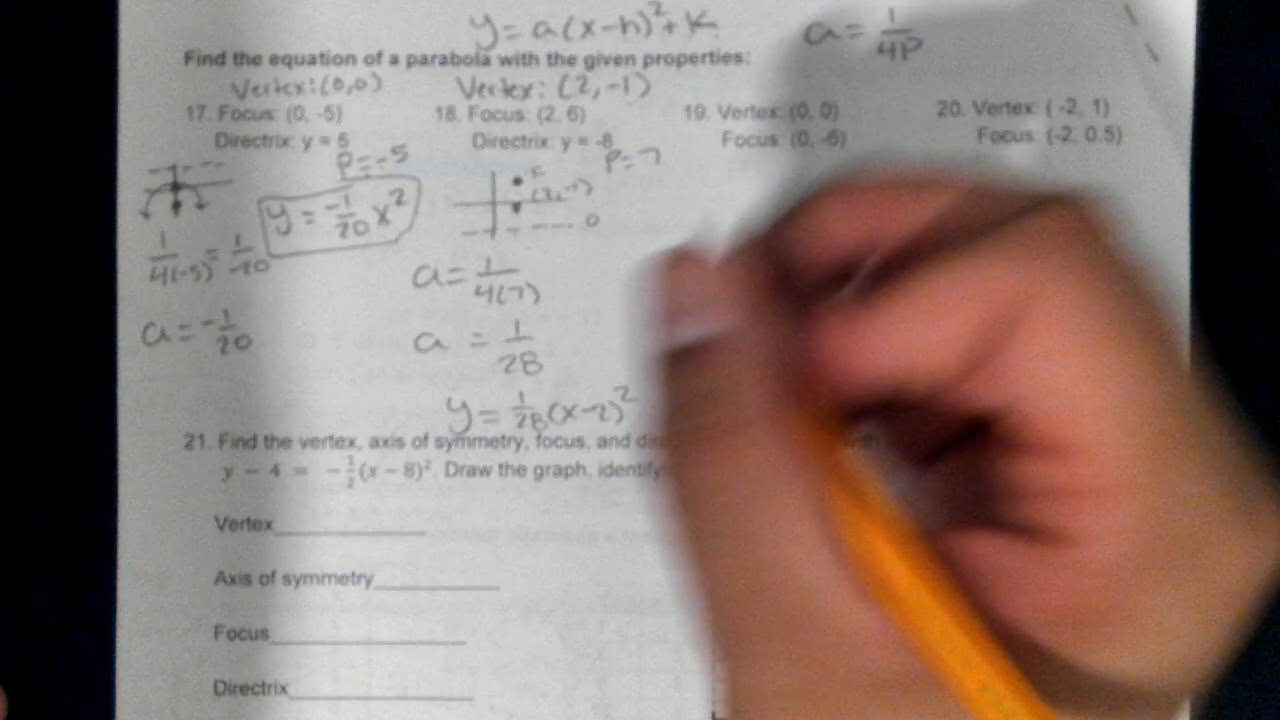 y = a(x-h)² + k
a = 1/4P
Find the equation of a parabola with the given properties:
Vertex: (0,0)
Vertex: (2, -1)
17. Focus: (0, -5)
Directrix: y = 5
P = -5
y = -1/20 x²
1/4(-5) = 1/-20
a = -1/20
18. Focus: (2, 6)
Directrix: y = -8
P = 7
F
(2, -1)
D
a = 1/4(7)
a = 1/28
y = 1/28 (x-2)²
19. Vertex: (0, 0)
Focus: (0, -6)
20. Vertex: ( -2, 1)
Focus: (-2, 0.5)
21. Find the vertex, axis of symmetry, focus, and
y − 4 = −1/2(x − 8)². Draw the graph, identify
Vertex
Axis of symmetry
Focus
Directrix